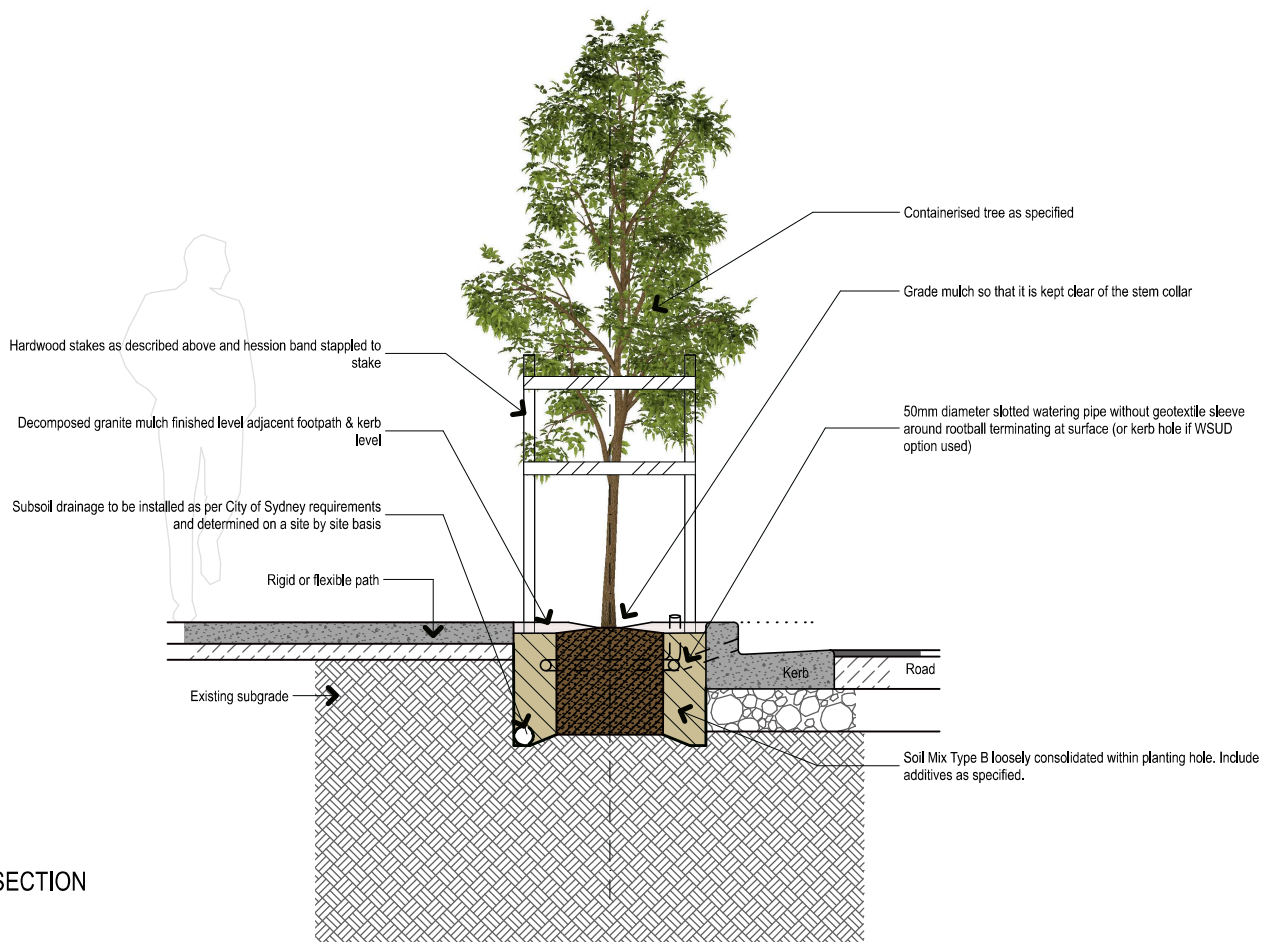 Containerised tree as specified
Grade mulch so that it is kept clear of the stem collar
Hardwood stakes as described above and hession band stappled to
stake
50mm diameter slotted watering pipe without geotextile sleeve
around rootball terminating at surface (or kerb hole if WSUD
option used)
Decomposed granite mulch finished level adjacent footpath & kerb
level
Subsoil drainage to be installed as per City of Sydney requirements
and determined on a site by site basis
Rigid or flexible path
Kerb
Road
Existing subgrade
Soil Mix Type B loosely consolidated within planting hole. Include
additives as specified.
SECTION